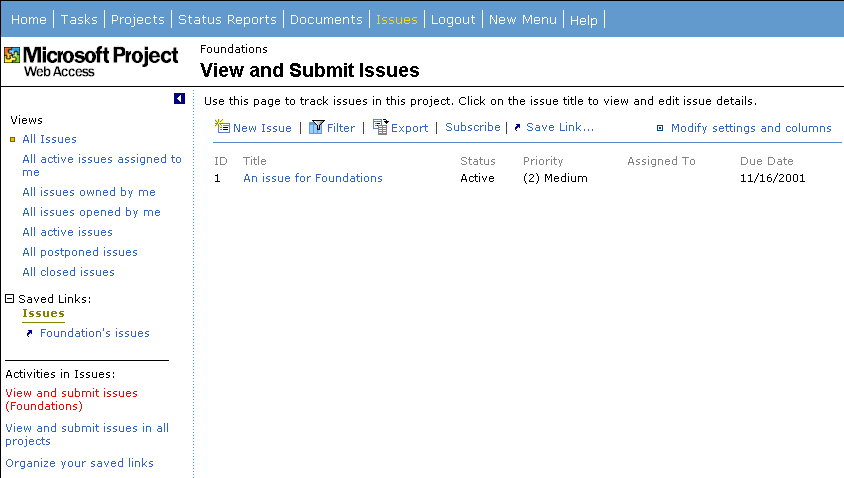 Home | Tasks | Projects | Status Reports | Documents | Issues | Logout | New Menu | Help |
Microsoft Project
Web Access
Foundations
View and Submit Issues
Views
All Issues
All active issues assigned to
me
All issues owned by me
All issues opened by me
All active issues
All postponed issues
All closed issues
Saved Links:
Issues
Foundation's issues
Activities in Issues:
View and submit issues
(Foundations)
View and submit issues in all
projects
Organize your saved links
Use this page to track issues in this project. Click on the issue title to view and edit issue details.
New Issue | Filter | Export | Subscribe | Save Link... Modify settings and columns
ID Title Status Priority Assigned To Due Date
1 An issue for Foundations Active (2) Medium 11/16/2001